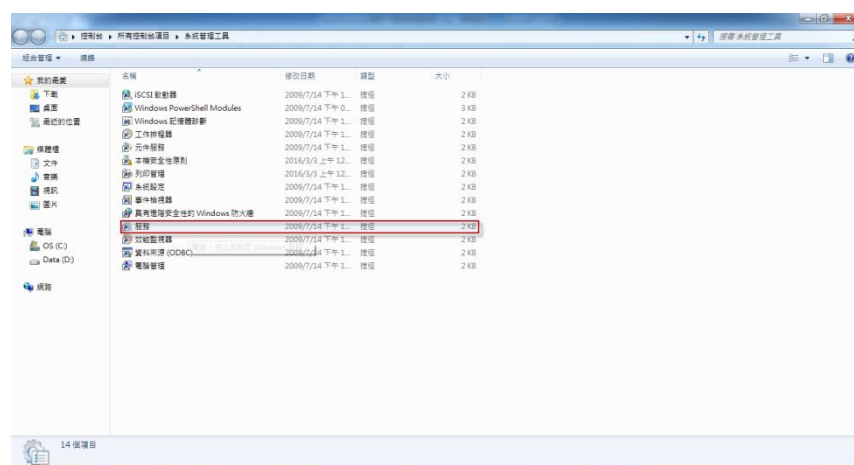 控制台 ▸ 所有控制台項目 ▸ 系統管理工具
搜尋 系統管理工具
組合管理 ▾ 燒錄
我的最愛
下載
桌面
最近的位置
媒體櫃
文件
音樂
視訊
圖片
電腦
OS (C:)
Data (D:)
網路
名稱 修改日期 類型 大小
iSCSI 啟動器 2009/7/14 下午 1... 捷徑 2 KB
Windows PowerShell Modules 2009/7/14 下午 0... 捷徑 3 KB
Windows 記憶體診斷 2009/7/14 下午 1... 捷徑 2 KB
工作排程器 2009/7/14 下午 1... 捷徑 2 KB
元件服務 2009/7/14 下午 1... 捷徑 2 KB
本機安全性原則 2016/3/3 上午 12... 捷徑 2 KB
列印管理 2016/3/3 上午 12... 捷徑 2 KB
系統設定 2009/7/14 下午 1... 捷徑 2 KB
事件檢視器 2009/7/14 下午 1... 捷徑 2 KB
具有進階安全性的 Windows 防火牆 2009/7/14 下午 1... 捷徑 2 KB
服務 2009/7/14 下午 1... 捷徑 2 KB
效能監視器 2009/7/14 下午 1... 捷徑 2 KB
資料來源 (ODBC) 2009/7/14 下午 1... 捷徑 2 KB
電腦管理 2009/7/14 下午 1... 捷徑 2 KB
14 個項目